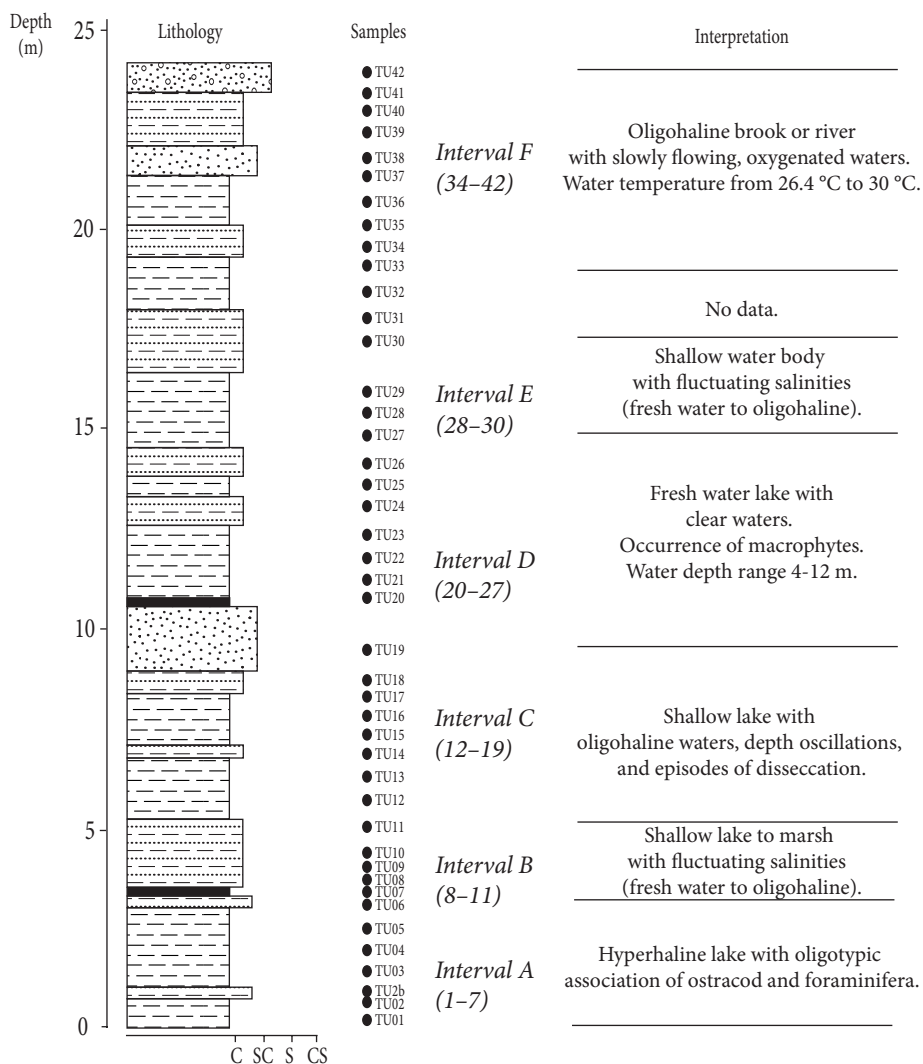 Depth
(m)
Lithology
Samples
Interpretation
25
20
15
10
5
0
TU42
TU41
TU40
TU39
TU38
TU37
TU36
TU35
TU34
TU33
TU32
TU31
TU30
TU29
TU28
TU27
TU26
TU25
TU24
TU23
TU22
TU21
TU20
TU19
TU18
TU17
TU16
TU15
TU14
TU13
TU12
TU11
TU10
TU09
TU08
TU07
TU06
TU05
TU04
TU03
TU2b
TU02
TU01
Interval F
(34–42)
Interval E
(28–30)
Interval D
(20–27)
Interval C
(12–19)
Interval B
(8–11)
Interval A
(1–7)
Oligohaline brook or river
with slowly flowing, oxygenated waters.
Water temperature from 26.4 °C to 30 °C.
No data.
Shallow water body
with fluctuating salinities
(fresh water to oligohaline).
Fresh water lake with
clear waters.
Occurrence of macrophytes.
Water depth range 4-12 m.
Shallow lake with
oligohaline waters, depth oscillations,
and episodes of disseccation.
Shallow lake to marsh
with fluctuating salinities
(fresh water to oligohaline).
Hyperhaline lake with oligotypic
association of ostracod and foraminifera.
C SC S CS